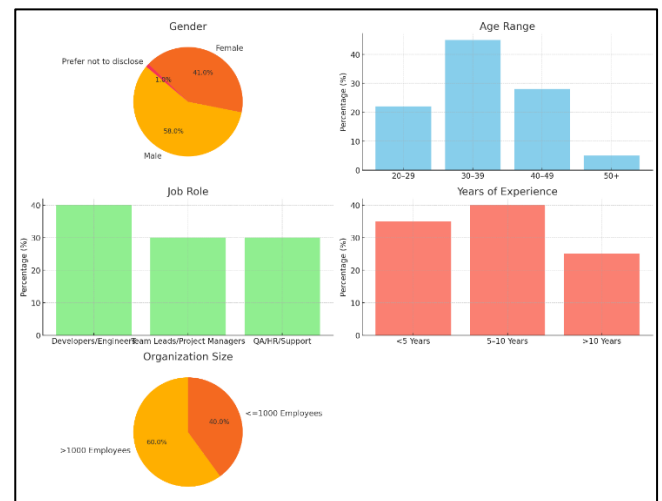 Gender
Female
Prefer not to disclose
41.0%
1.0%
58.0%
Male
Age Range
Percentage (%)
40
30
20
10
0
20–29
30–39
40–49
50+
Job Role
Percentage (%)
40
30
20
10
0
Developers/Engineers
Team Leads/Project Managers
QA/HR/Support
Years of Experience
Percentage (%)
40
30
20
10
0
<5 Years
5–10 Years
>10 Years
Organization Size
<=1000 Employees
40.0%
60.0%
>1000 Employees